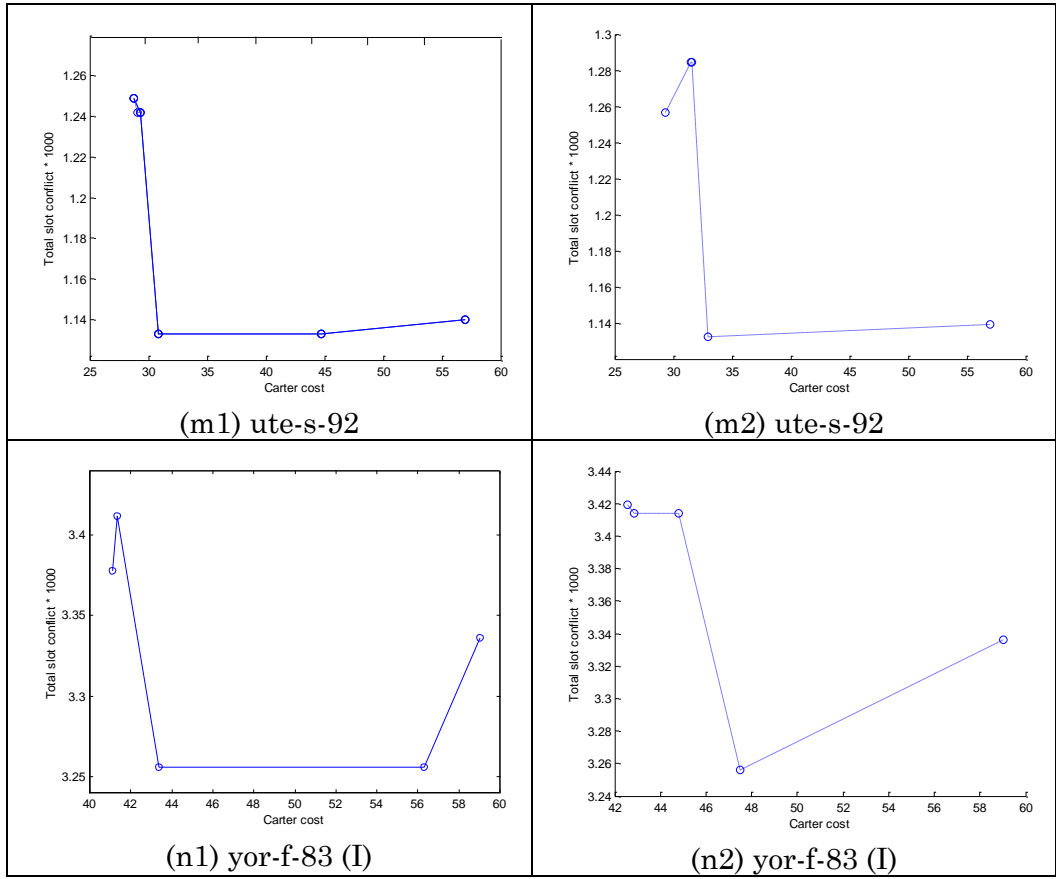 1.26
1.24
1.22
1.2
1.18
1.16
1.14
Total slot conflict * 1000
25 30 35 40 45 50 55 60
Carter cost
(m1) ute-s-92
1.3
1.28
1.26
1.24
1.22
1.2
1.18
1.16
1.14
Total slot conflict * 1000
25 30 35 40 45 50 55 60
Carter cost
(m2) ute-s-92
3.4
3.35
3.3
3.25
Total slot conflict * 1000
40 42 44 46 48 50 52 54 56 58 60
Carter cost
(n1) yor-f-83 (I)
3.44
3.42
3.4
3.38
3.36
3.34
3.32
3.3
3.28
3.26
3.24
Total slot conflict * 1000
42 44 46 48 50 52 54 56 58 60
Carter cost
(n2) yor-f-83 (I)